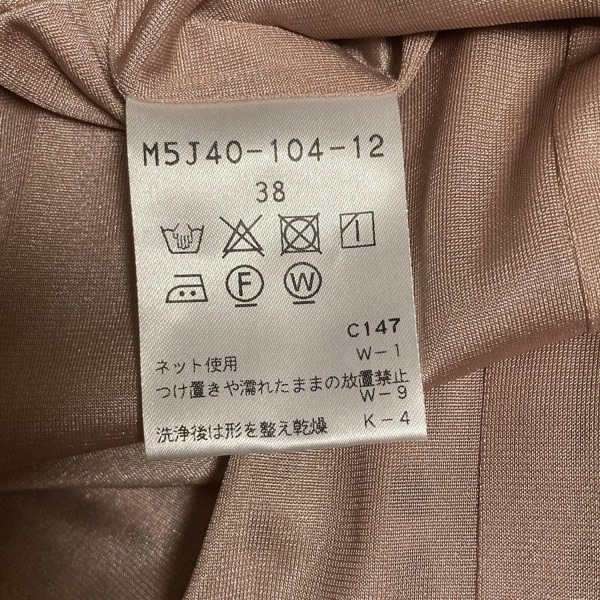 M5J40-104-12
38
F W
C147
ネット使用 W-1
つけ置きや濡れたままの放置禁止
W-9
洗浄後は形を整え乾燥 K-4